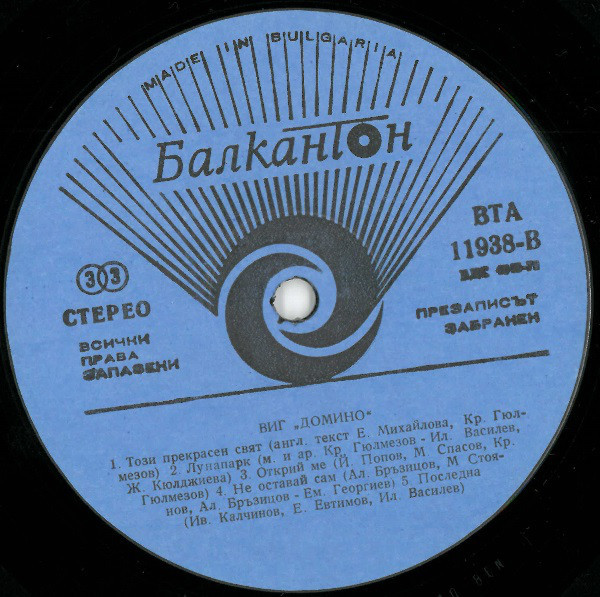 MADE IN BULGARIA
Балкантон
ВТА
11938-В
33
СТЕРЕО
ВСИЧКИ
ПРАВА
ЗАПАЗЕНИ
ПРЕЗАПИСЪТ
ЗАБРАНЕН
ВИГ „ДОМИНО"
1. Този прекрасен свят (англ. текст Е. Михайлова, Кр. Гюл-
мезов) 2 Лунапарк (м. и ар. Кр, Гюлмезов - Ил. Василев,
Ж. Кюлджиева) 3. Открий ме (Й. Попов, М Спасов, Кр.
Гюлмезов) 4. Не оставай сам (Ал. Бръзицов, М Стоя-
нов, Ал. Бръзицов - Ем. Георгиев) 5 Последна
(Ив. Калчинов, Е. Евтимов, Ил. Василев)